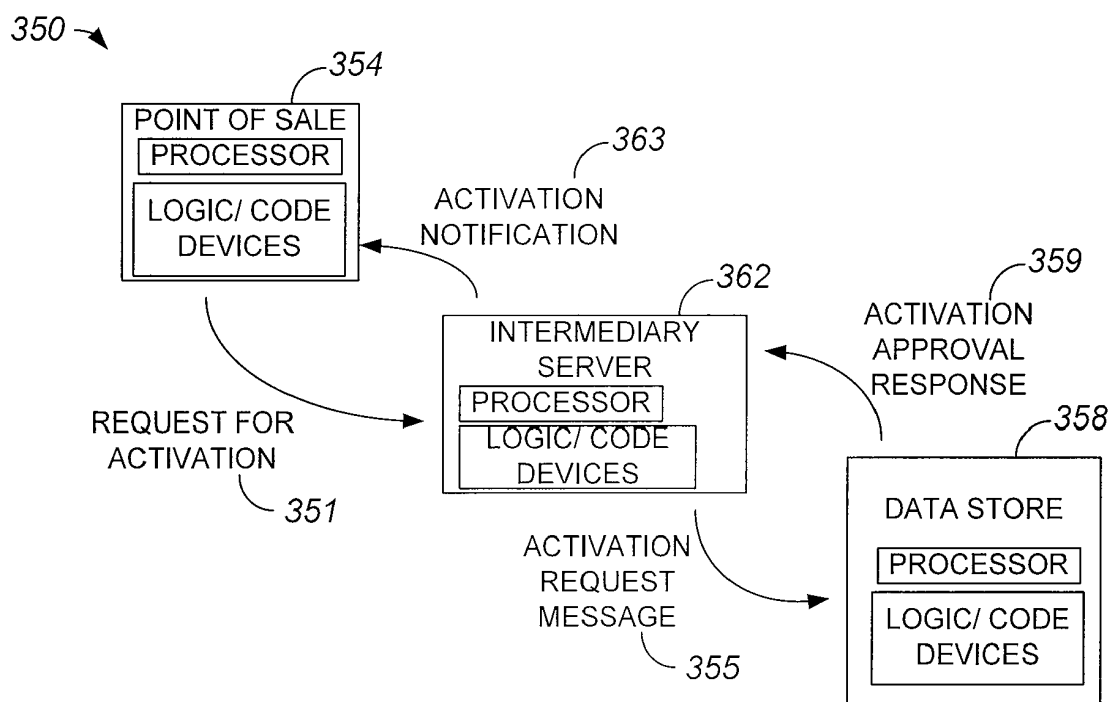 350
354
POINT OF SALE
PROCESSOR
LOGIC/ CODE
DEVICES
363
ACTIVATION
NOTIFICATION
362
INTERMEDIARY
SERVER
PROCESSOR
LOGIC/ CODE
DEVICES
359
ACTIVATION
APPROVAL
RESPONSE
REQUEST FOR
ACTIVATION
351
358
DATA STORE
PROCESSOR
LOGIC/ CODE
DEVICES
ACTIVATION
REQUEST
MESSAGE
355